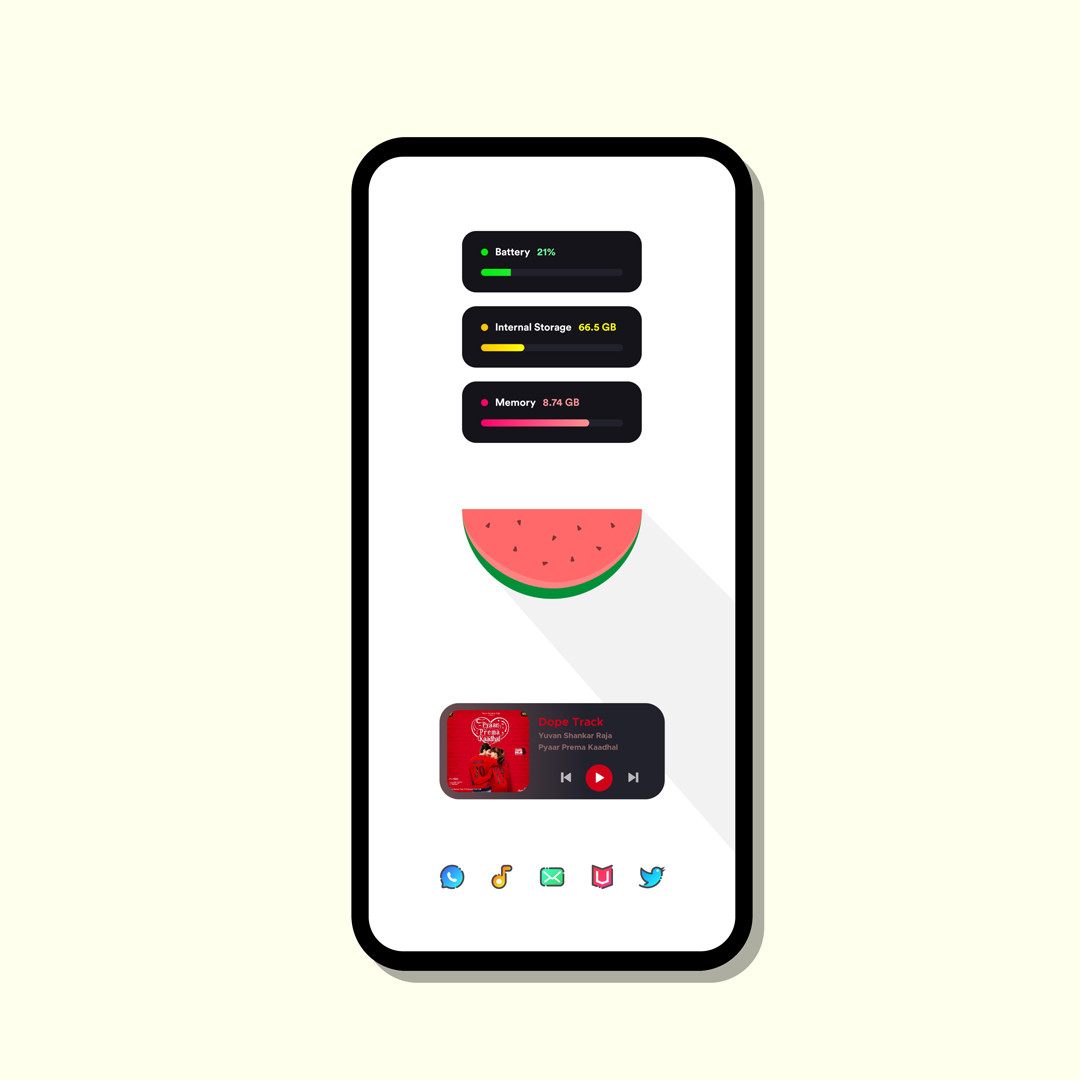 Battery 21%
Internal Storage 66.5 GB
Memory 8.74 GB
Pyaar
Prema
Kaadhal
Dope Track
Yuvan Shankar Raja
Pyaar Prema Kaadhal